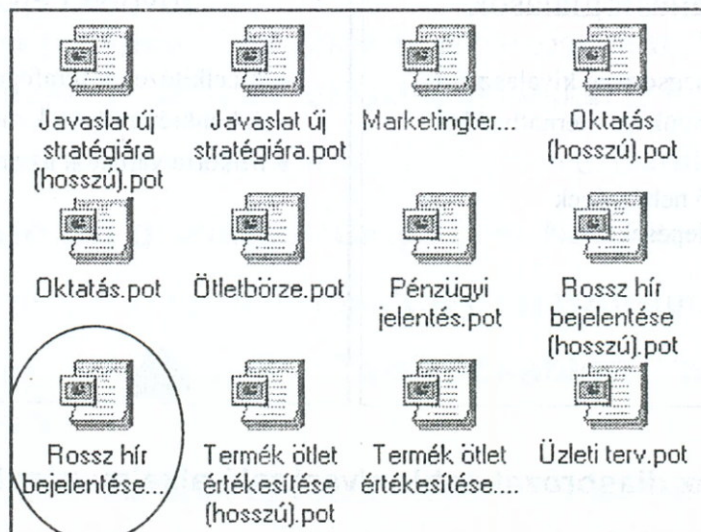 Javaslat új
stratégiára
(hosszú).pot
Javaslat új
stratégiára.pot
Marketingter...
Oktatás
(hosszú).pot
Oktatás.pot
Ötletbörze.pot
Pénzügyi
jelentés.pot
Rossz hír
bejelentése
(hosszú).pot
Rossz hír
bejelentése....
Termék ötlet
értékesítése
(hosszú).pot
Termék ötlet
értékesítése....
Üzleti terv.pot